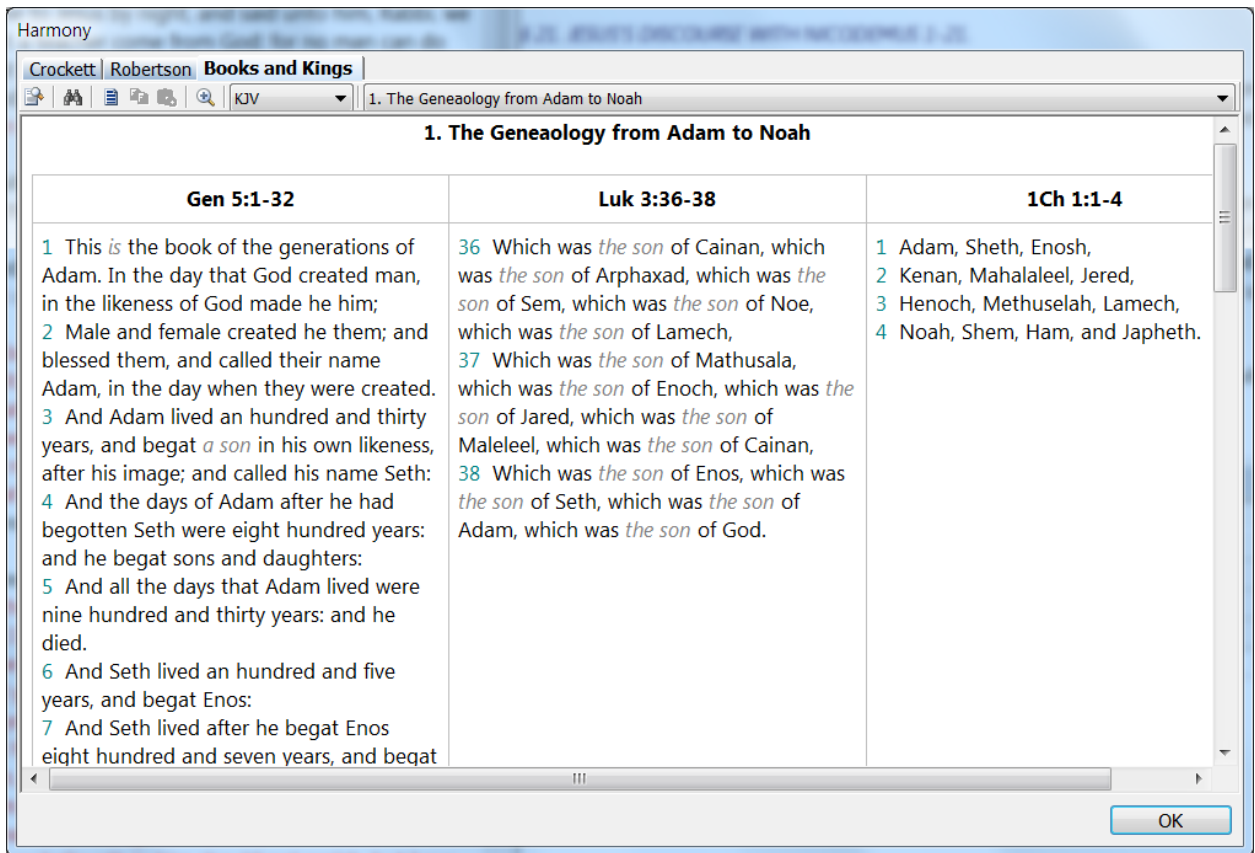 Harmony
Crockett Robertson Books and Kings
KJV 1. The Geneaology from Adam to Noah
1. The Geneaology from Adam to Noah
Gen 5:1-32
1 This is the book of the generations of
Adam. In the day that God created man,
in the likeness of God made he him;
2 Male and female created he them; and
blessed them, and called their name
Adam, in the day when they were created.
3 And Adam lived an hundred and thirty
years, and begat a son in his own likeness,
after his image; and called his name Seth:
4 And the days of Adam after he had
begotten Seth were eight hundred years:
and he begat sons and daughters:
5 And all the days that Adam lived were
nine hundred and thirty years: and he
died.
6 And Seth lived an hundred and five
years, and begat Enos:
7 And Seth lived after he begat Enos
eight hundred and seven years, and begat
Luk 3:36-38
36 Which was the son of Cainan, which
was the son of Arphaxad, which was the
son of Sem, which was the son of Noe,
which was the son of Lamech,
37 Which was the son of Mathusala,
which was the son of Enoch, which was the
son of Jared, which was the son of
Maleleel, which was the son of Cainan,
38 Which was the son of Enos, which was
the son of Seth, which was the son of
Adam, which was the son of God.
1Ch 1:1-4
1 Adam, Sheth, Enosh,
2 Kenan, Mahalaleel, Jered,
3 Henoch, Methuselah, Lamech,
4 Noah, Shem, Ham, and Japheth.
OK